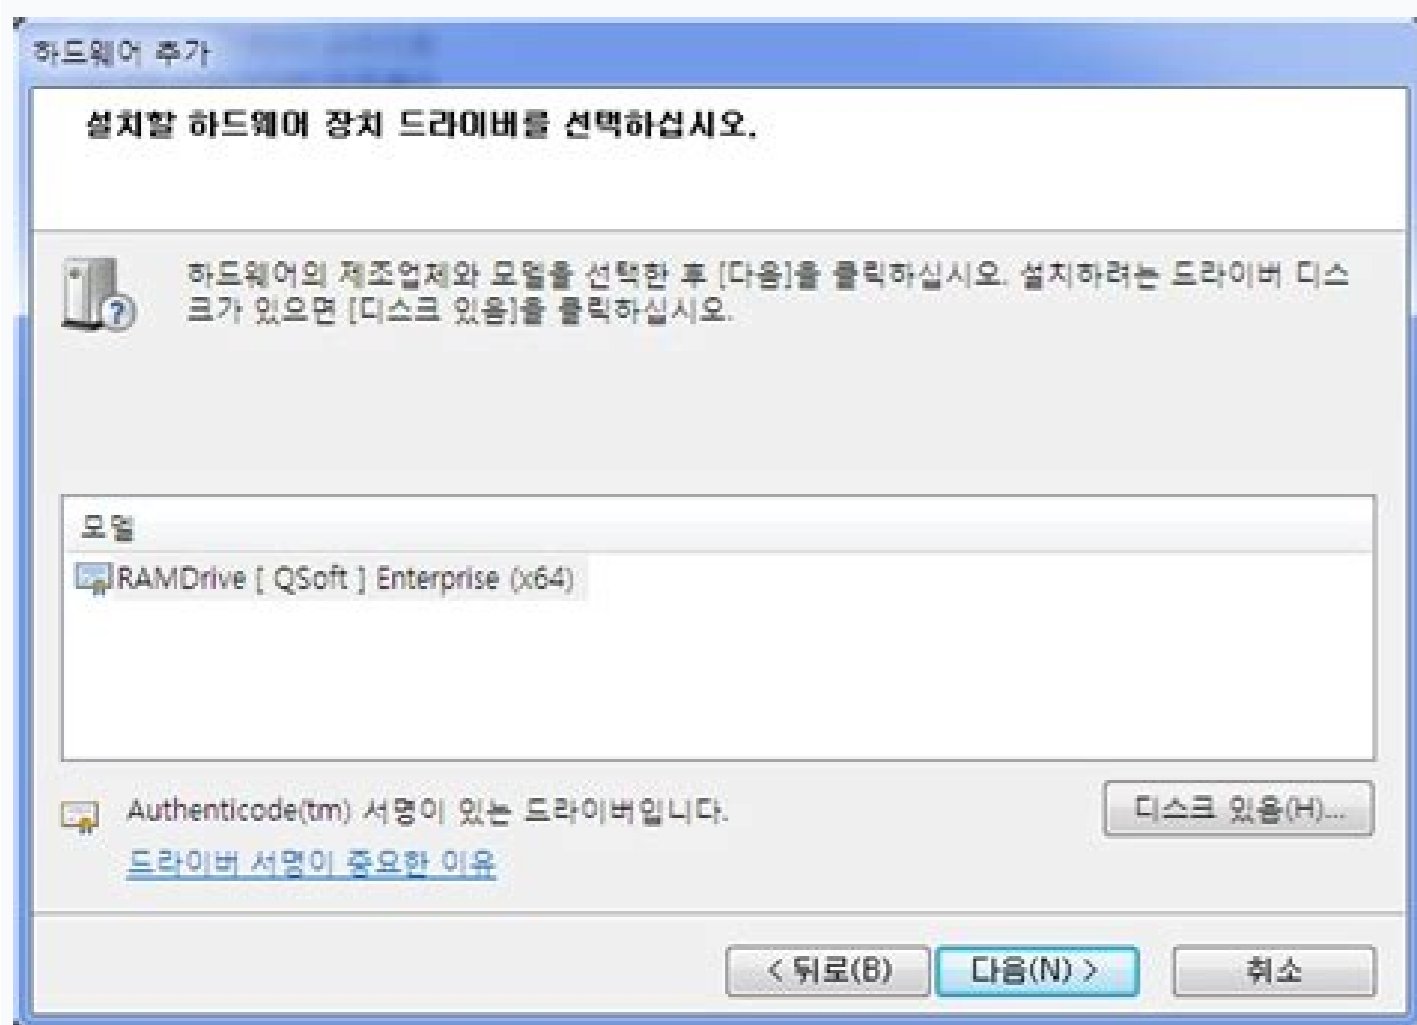 하드웨어 추가
설치할 하드웨어 장치 드라이버를 선택하십시오.
하드웨어의 제조업체와 모델을 선택한 후 [다음]을 클릭하십시오. 설치하려는 드라이버 디스
크가 있으면 [디스크 있음]을 클릭하십시오.
모델
RAMDrive [ QSoft ] Enterprise (x64)
Authenticode(tm) 서명이 있는 드라이버입니다.
디스크 있음(H)...
드라이버 서명이 중요한 이유
< 뒤로(B)
다음(N) >
취소